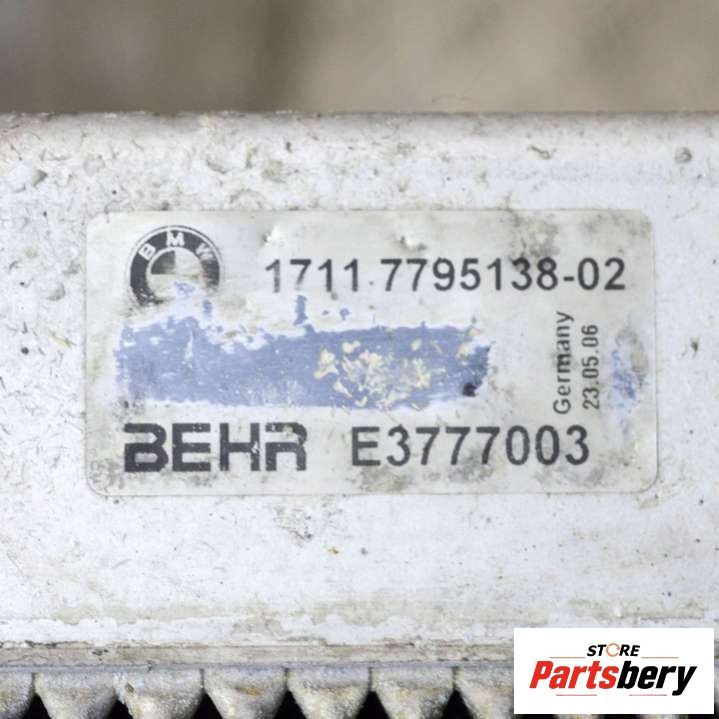 BMW
1711 7795138-02
Germany
23.05.06
BEHR E3777003
STORE
Partsbery